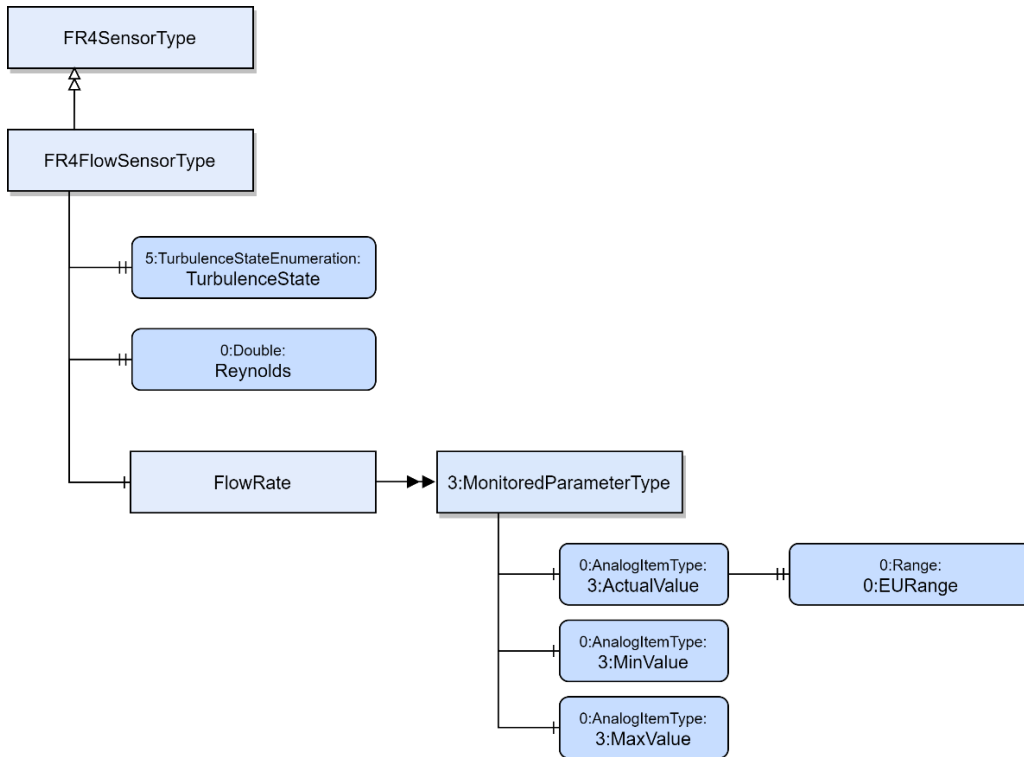 FR4SensorType
FR4FlowSensorType
5:TurbulenceStateEnumeration:
TurbulenceState
0:Double:
Reynolds
FlowRate
3:MonitoredParameterType
0:AnalogItemType:
3:ActualValue
0:Range:
0:EURange
0:AnalogItemType:
3:MinValue
0:AnalogItemType:
3:MaxValue